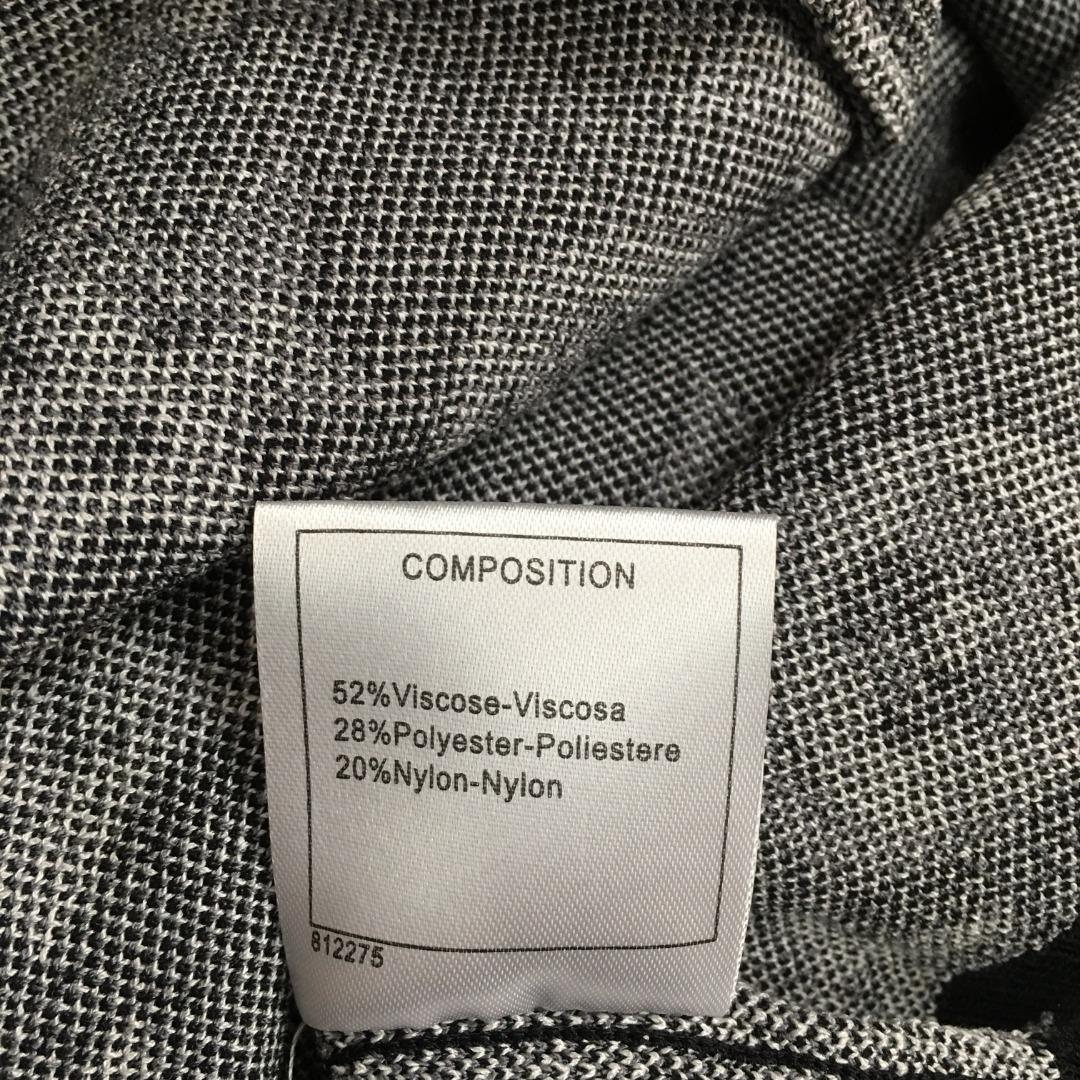 COMPOSITION
52%Viscose-Viscosa
28%Polyester-Poliestere
20%Nylon-Nylon
812275